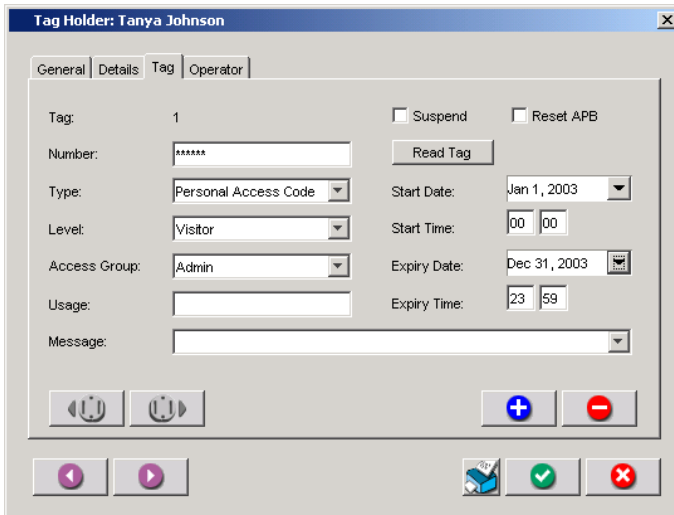 Tag Holder: Tanya Johnson
General Details Tag Operator
Tag: 1 Suspend Reset APB
Number: ****** Read Tag
Type: Personal Access Code Start Date: Jan 1, 2003
Level: Visitor Start Time: 00 00
Access Group: Admin Expiry Date: Dec 31, 2003
Usage: Expiry Time: 23 59
Message: